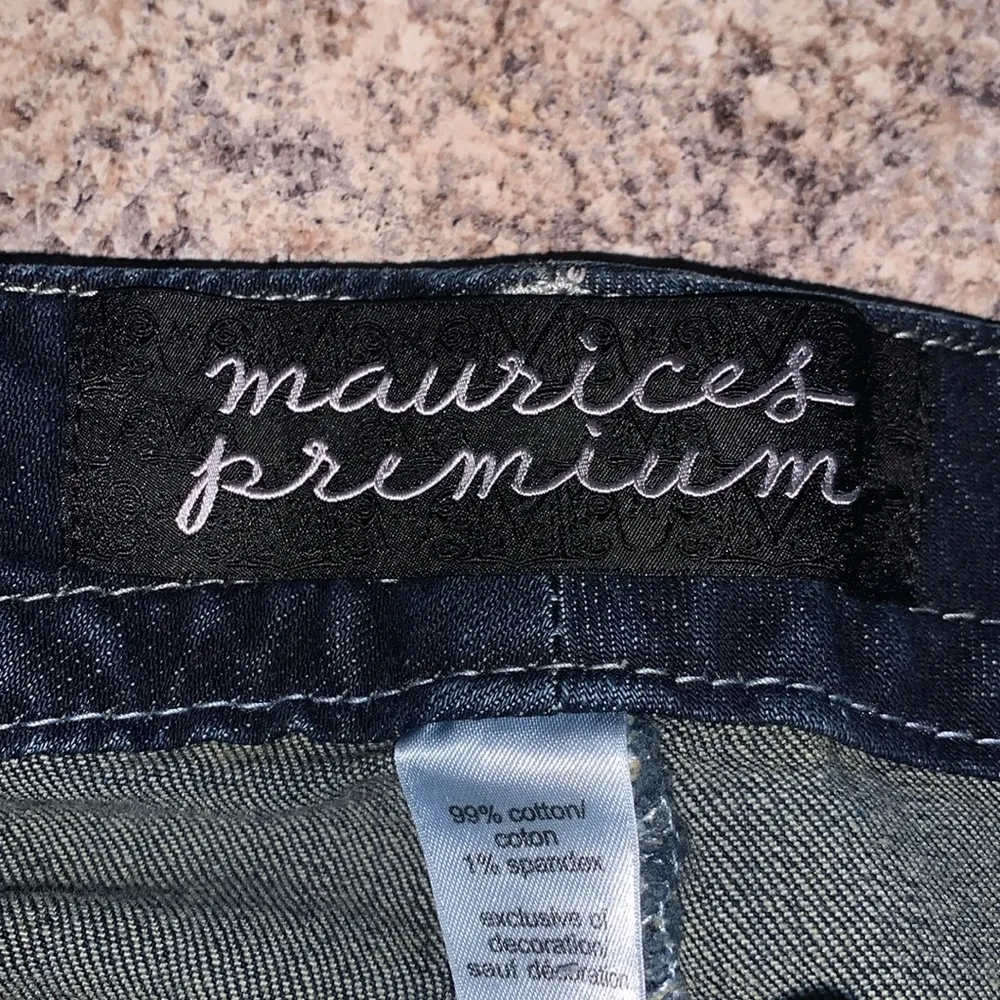 maurices
premium
99% cotton/
coton
1% spandex
exclusive of
decoration/
sauf décoration